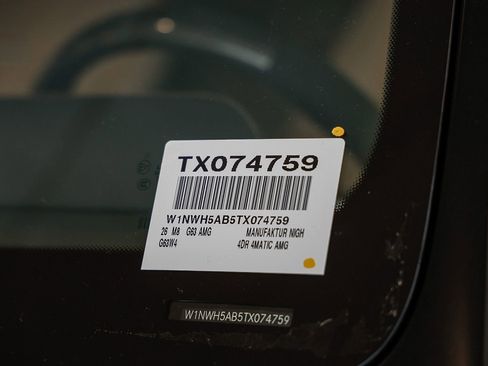 TX074759
W1NWH5AB5TX074759
26 M8 G63 AMG MANUFAKTUR NIGH
G63W4 4DR 4MATIC AMG
W1NWH5AB5TX074759